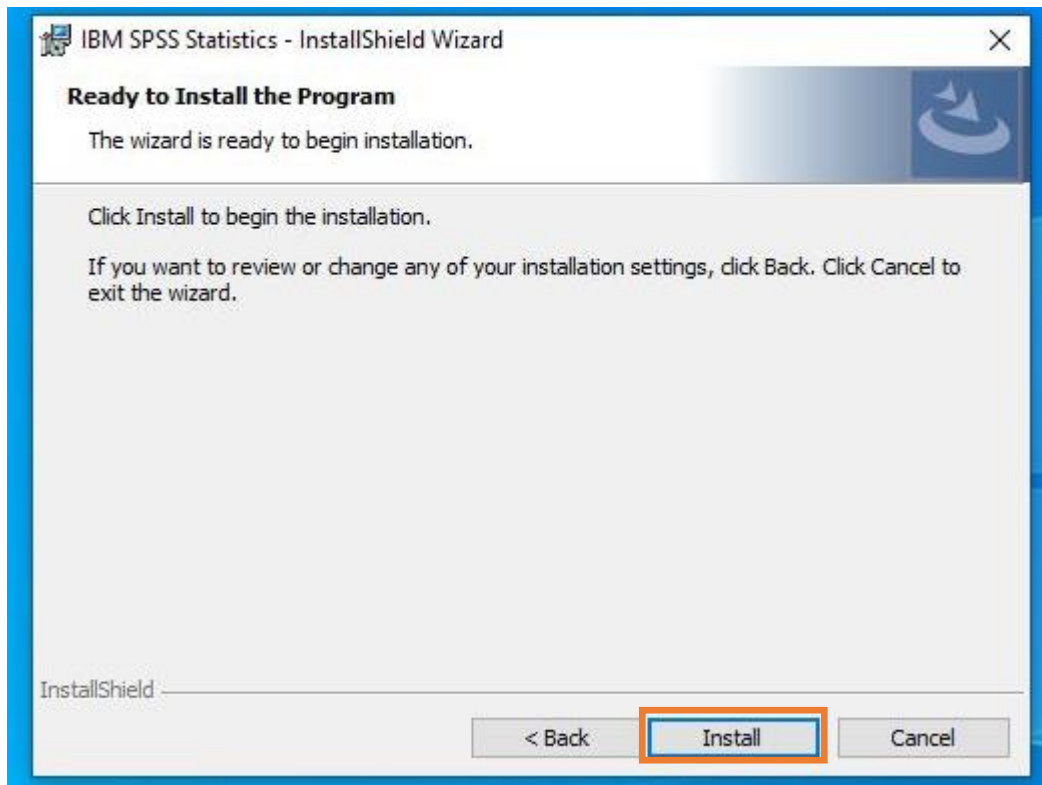 IBM SPSS Statistics - InstallShield Wizard
Ready to Install the Program
The wizard is ready to begin installation.
Click Install to begin the installation.
If you want to review or change any of your installation settings, click Back. Click Cancel to
exit the wizard.
InstallShield
< Back Install Cancel